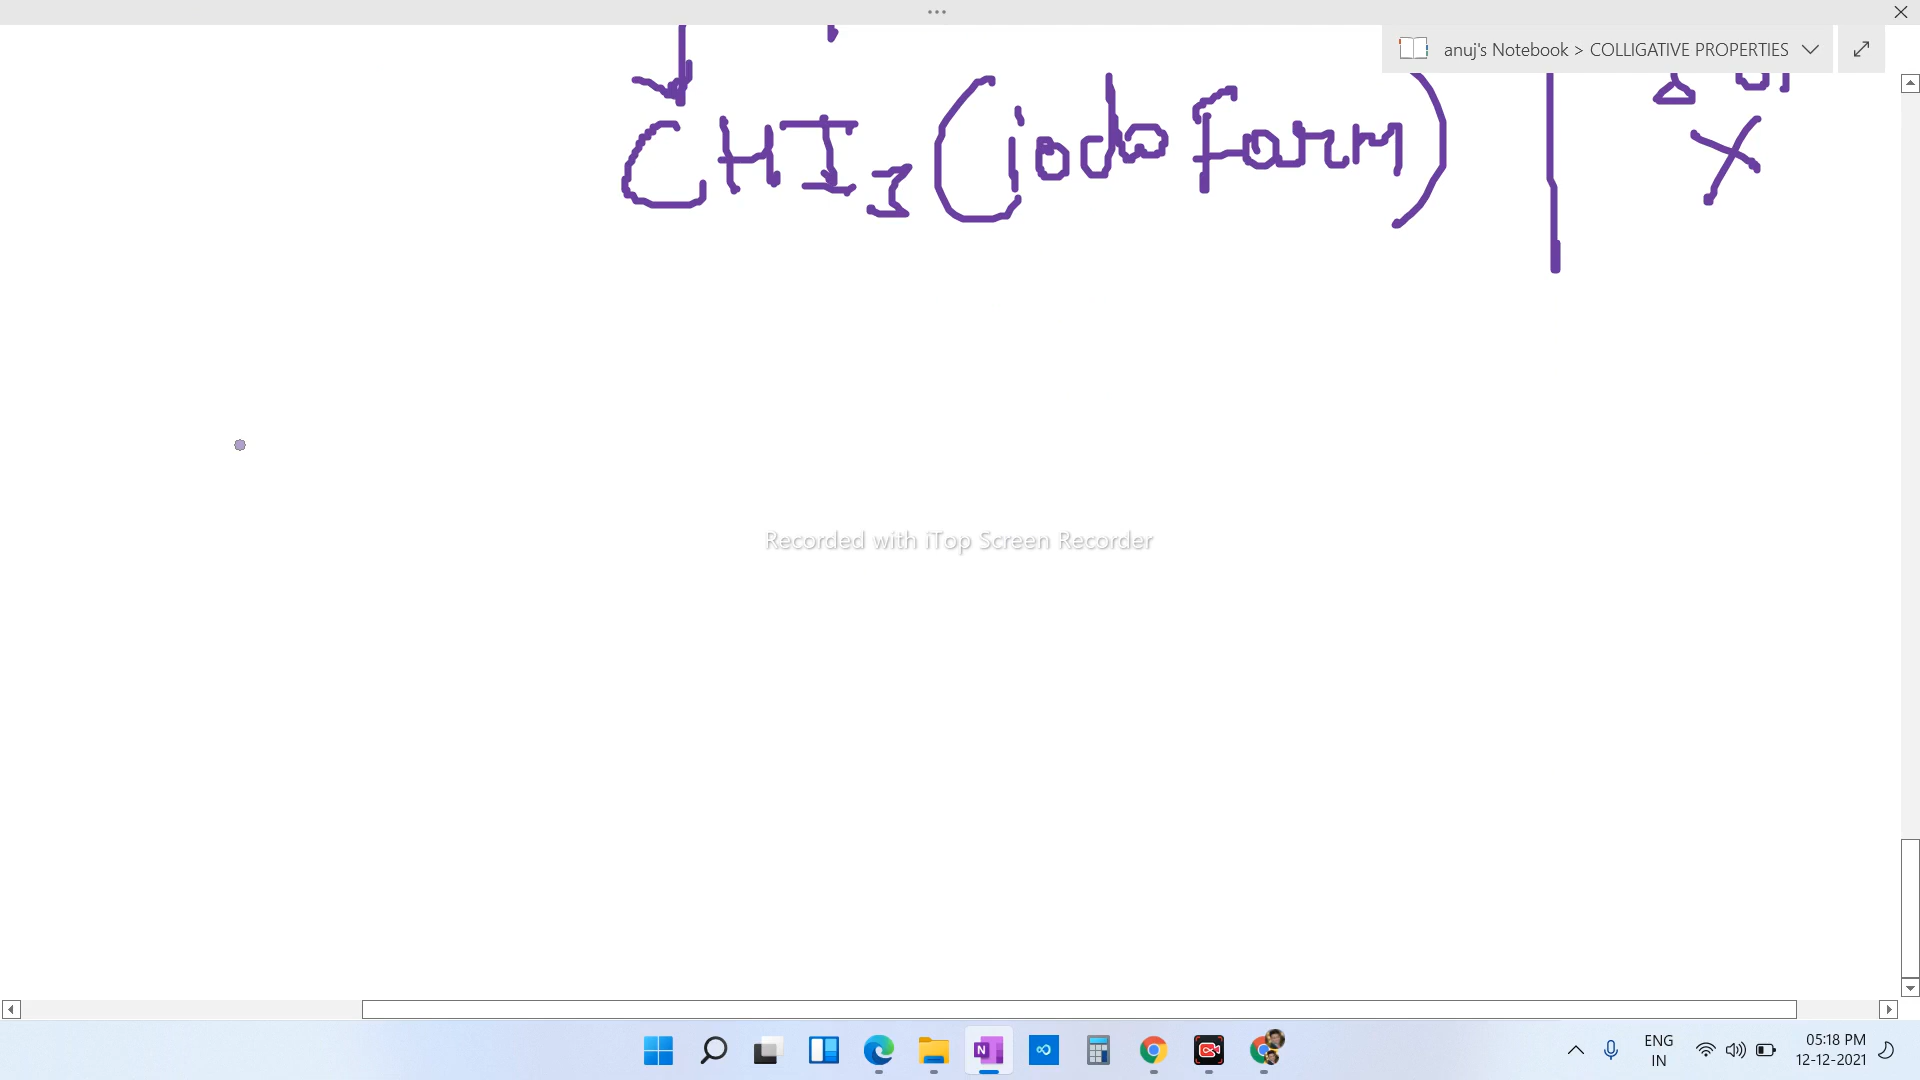 anuj's Notebook > COLLIGATIVE PROPERTIES
CHI3 (iodoform)
X
Recorded with iTop Screen Recorder
ENG
IN
05:18 PM
12-12-2021